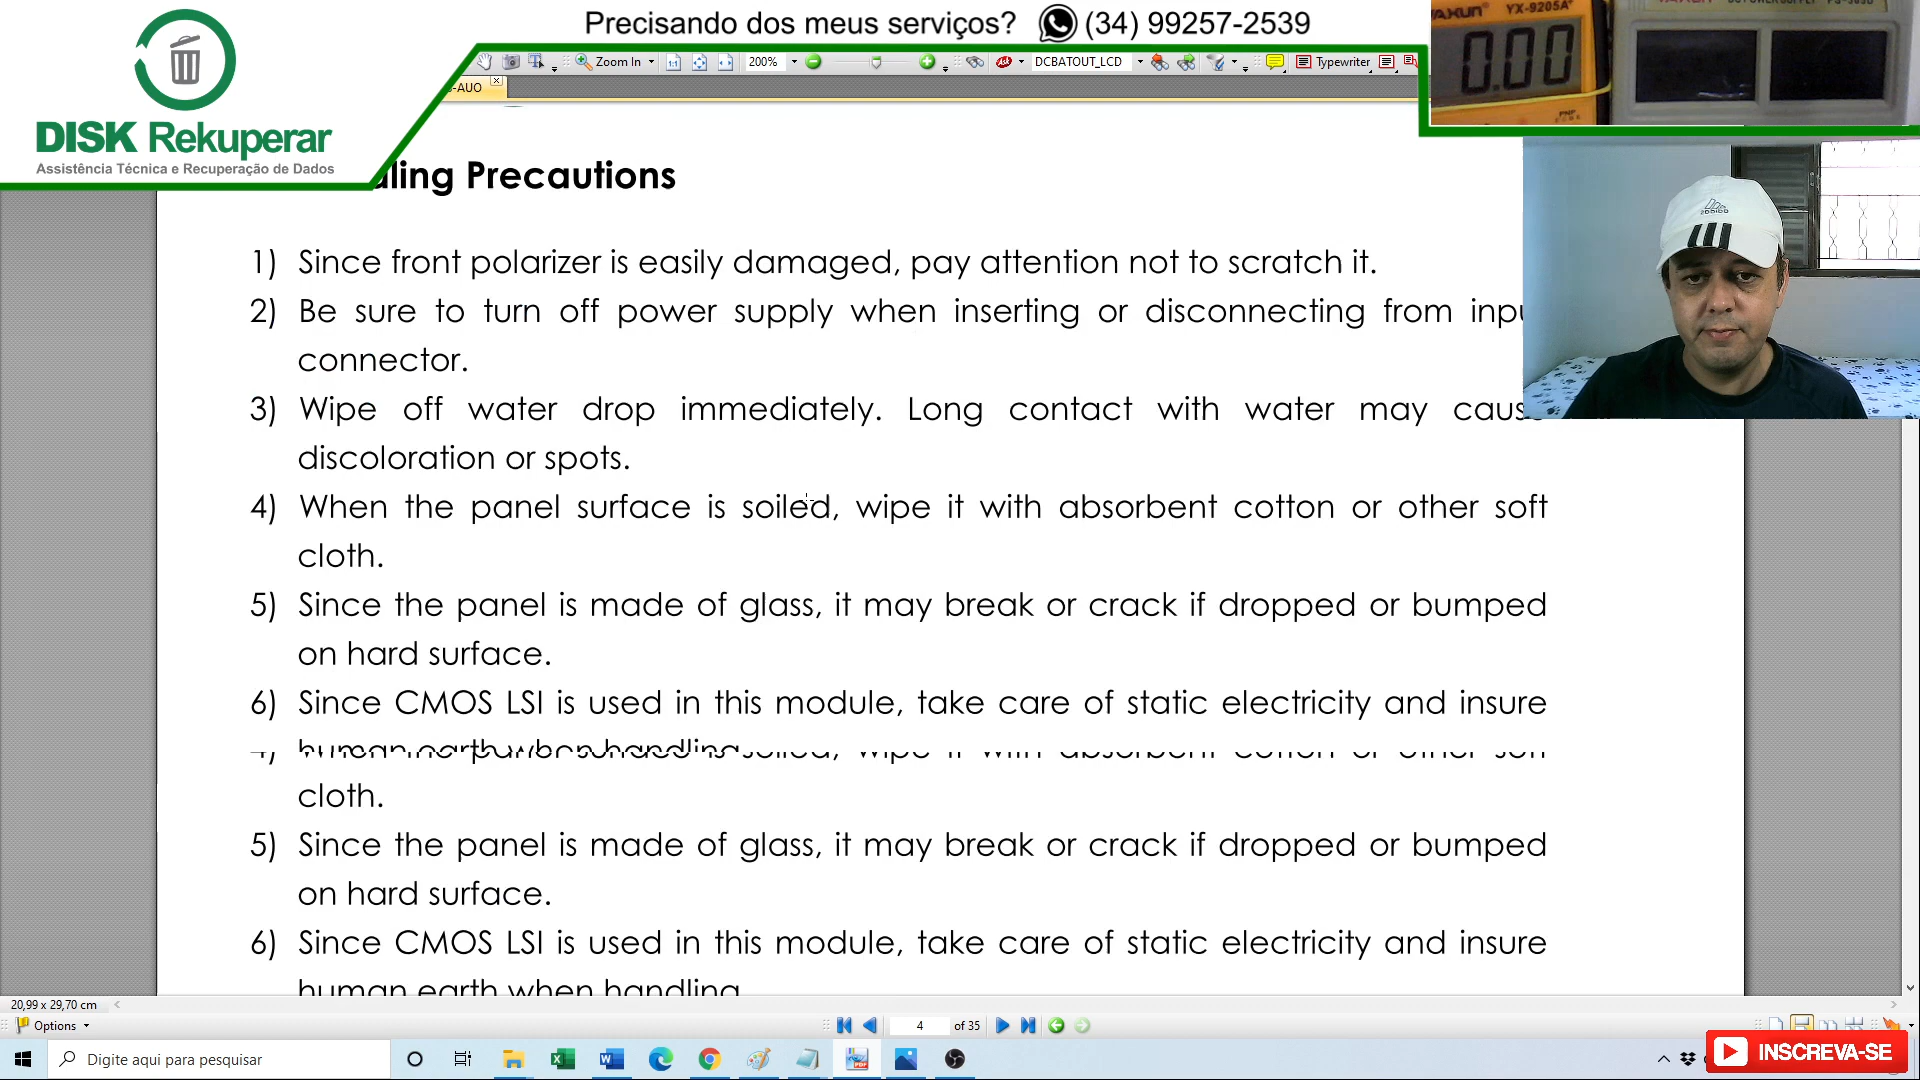 Precisando dos meus serviços? (34) 99257-2539
DISK Rekuperar
Assistência Técnica e Recuperação de Dados
YX-9205A
0.00
Zoom In
200%
DCBATOUT_LCD
Typewriter
-AUO
ling Precautions
1) Since front polarizer is easily damaged, pay attention not to scratch it.
2) Be sure to turn off power supply when inserting or disconnecting from inpu
connector.
3) Wipe off water drop immediately. Long contact with water may caus
discoloration or spots.
4) When the panel surface is soiled, wipe it with absorbent cotton or other soft
cloth.
5) Since the panel is made of glass, it may break or crack if dropped or bumped
on hard surface.
6) Since CMOS LSI is used in this module, take care of static electricity and insure
cloth.
5) Since the panel is made of glass, it may break or crack if dropped or bumped
on hard surface.
6) Since CMOS LSI is used in this module, take care of static electricity and insure
human earth when handling
20,99 x 29,70 cm
Options
4 of 35
Digite aqui para pesquisar
INSCREVA-SE